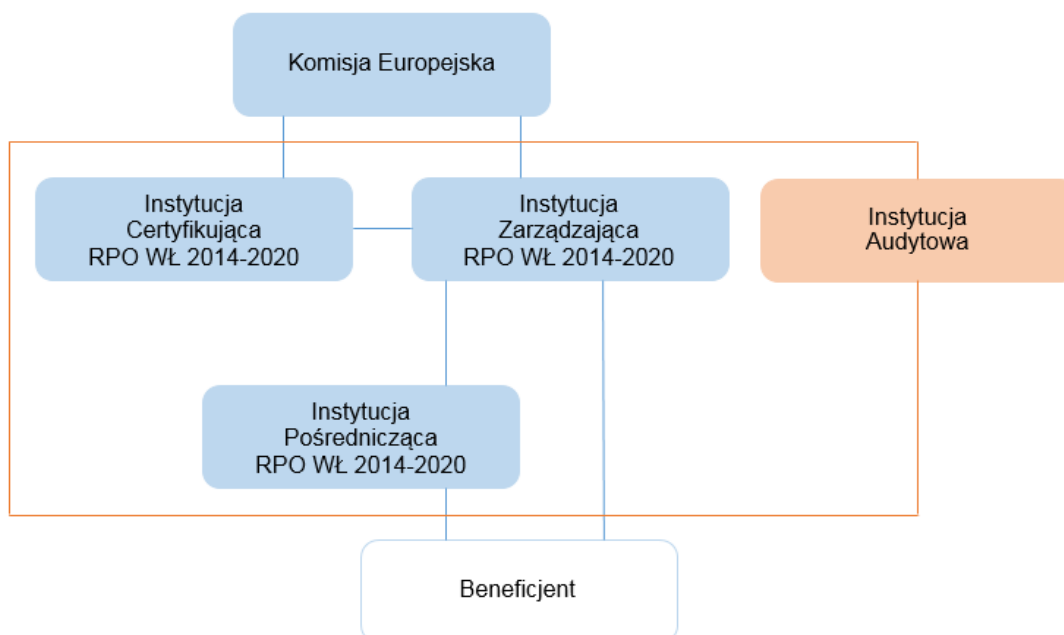 Komisja Europejska
Instytucja
Certyfikująca
RPO WŁ 2014-2020
Instytucja
Zarządzająca
RPO WŁ 2014-2020
Instytucja
Audytowa
Instytucja
Pośrednicząca
RPO WŁ 2014-2020
Beneficjent